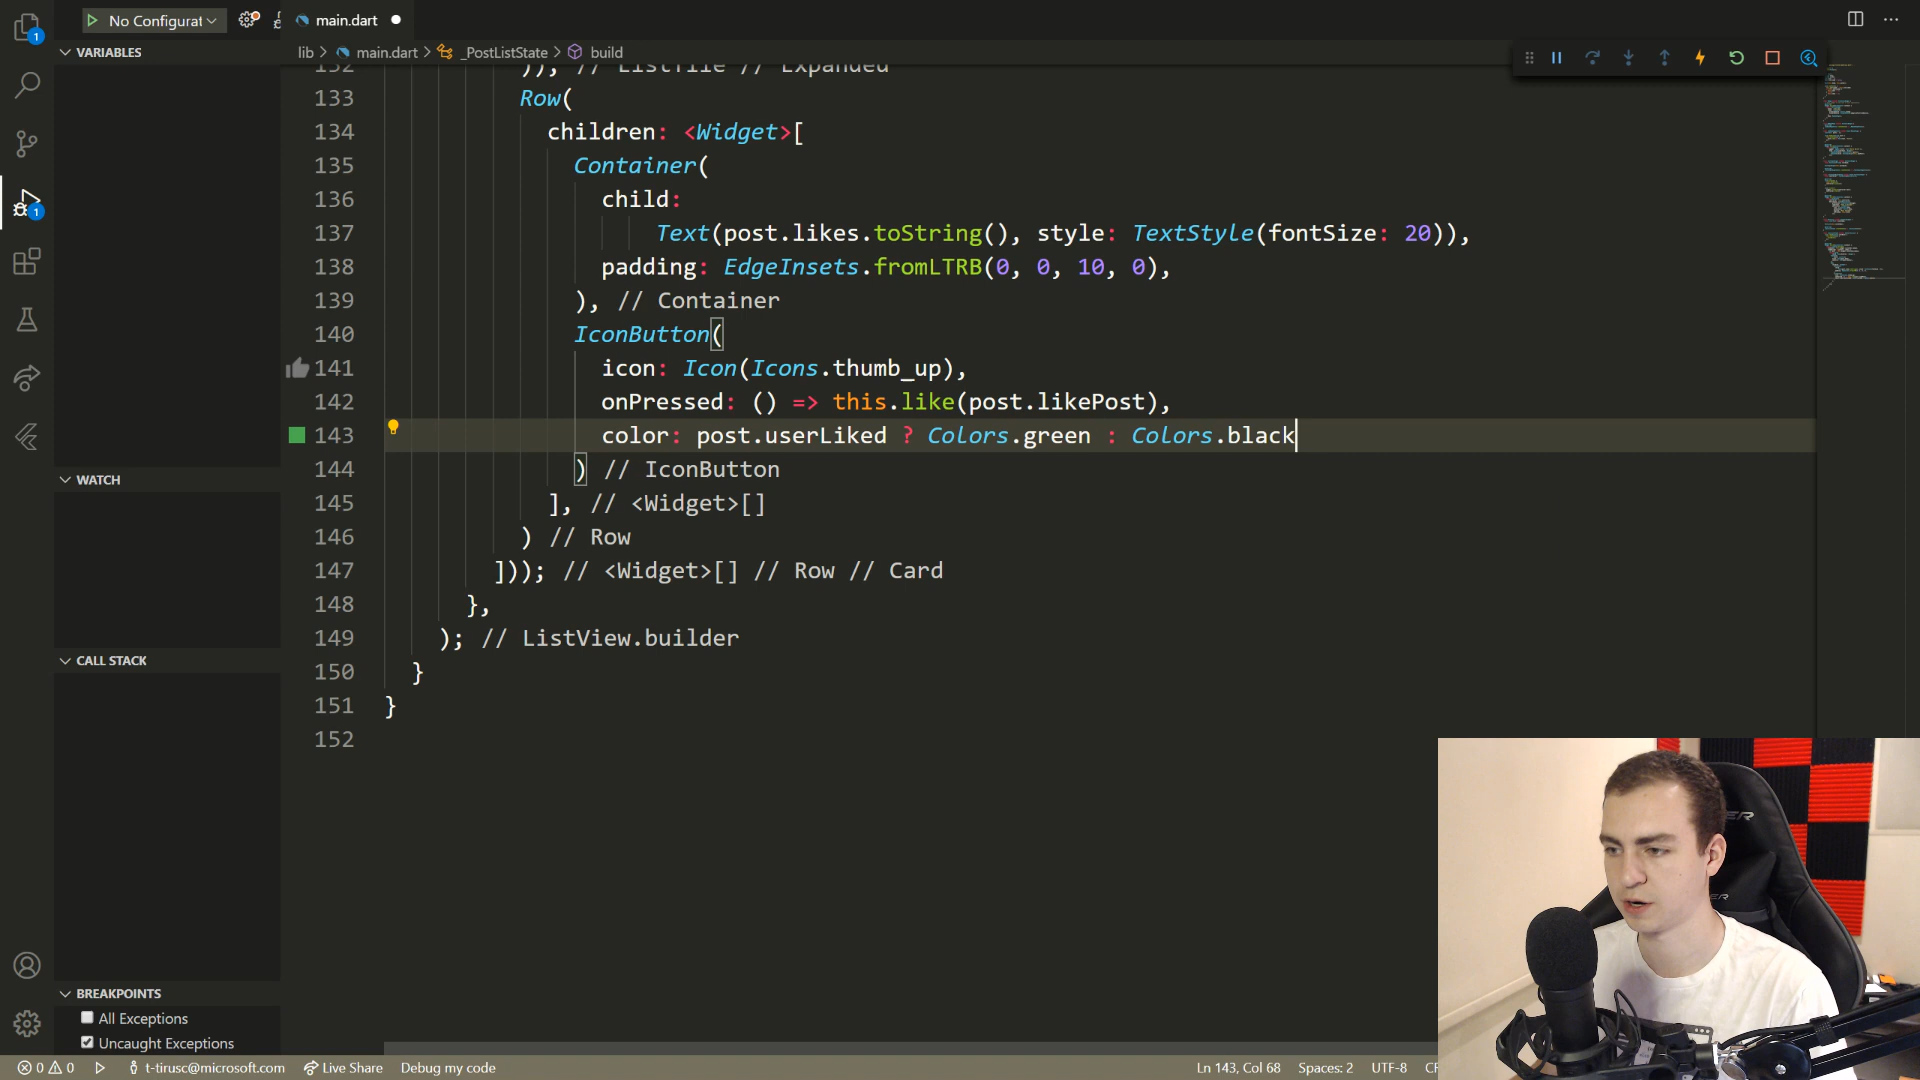 1
No Configurat
main.dart
VARIABLES
lib > main.dart > _PostListState > build
132 )), // ListTile // Expanded
133 Row(
134 children: <Widget>[
135 Container(
136 child:
137 Text(post.likes.toString(), style: TextStyle(fontSize: 20)),
138 padding: EdgeInsets.fromLTRB(0, 0, 10, 0),
139 ), // Container
140 IconButton(
141 icon: Icon(Icons.thumb_up),
142 onPressed: () => this.like(post.likePost),
143 color: post.userLiked ? Colors.green : Colors.black
144 ) // IconButton
145 ], // <Widget>[]
146 ) // Row
147 ])); // <Widget>[] // Row // Card
148 },
149 ); // ListView.builder
150 }
151 }
152
1
WATCH
CALL STACK
BREAKPOINTS
All Exceptions
Uncaught Exceptions
0 0 t-tirusc@microsoft.com Live Share Debug my code Ln 143, Col 68 Spaces: 2 UTF-8